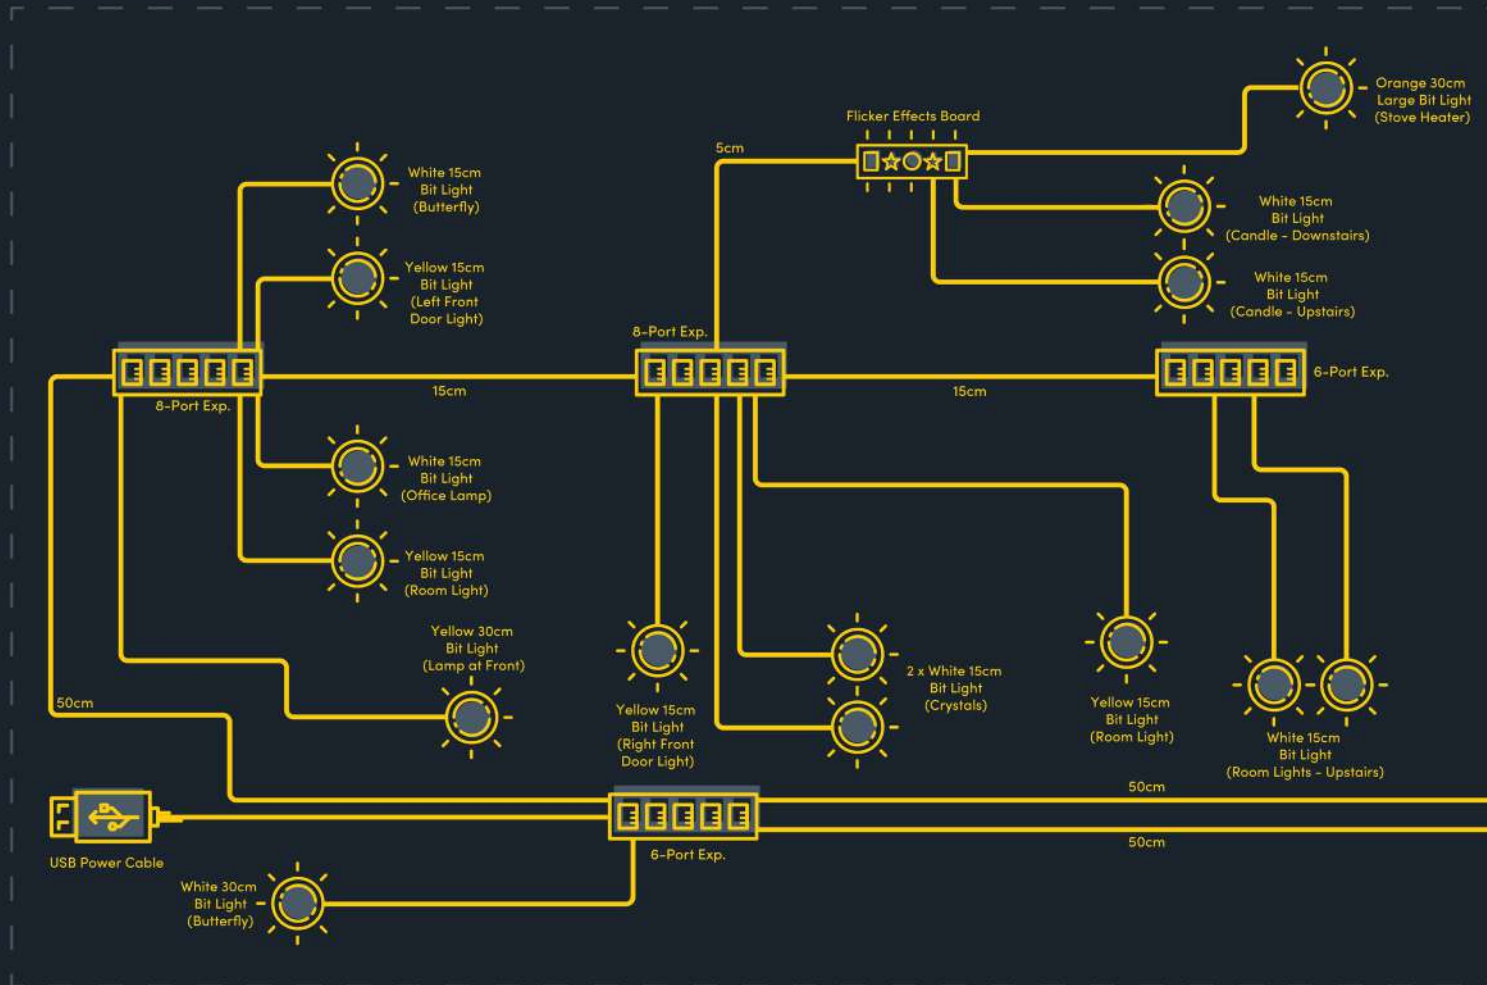 Orange 30cm
Large Bit Light
(Stove Heater)
Flicker Effects Board
5cm
White 15cm
Bit Light
(Butterfly)
White 15cm
Bit Light
(Candle - Downstairs)
Yellow 15cm
Bit Light
(Left Front
Door Light)
White 15cm
Bit Light
(Candle - Upstairs)
8-Port Exp.
6-Port Exp.
15cm
15cm
8-Port Exp.
White 15cm
Bit Light
(Office Lamp)
Yellow 15cm
Bit Light
(Room Light)
Yellow 30cm
Bit Light
(Lamp at Front)
2 x White 15cm
Bit Light
(Crystals)
50cm
Yellow 15cm
Bit Light
(Right Front
Door Light)
Yellow 15cm
Bit Light
(Room Light)
White 15cm
Bit Light
(Room Lights - Upstairs)
50cm
50cm
6-Port Exp.
USB Power Cable
White 30cm
Bit Light
(Butterfly)